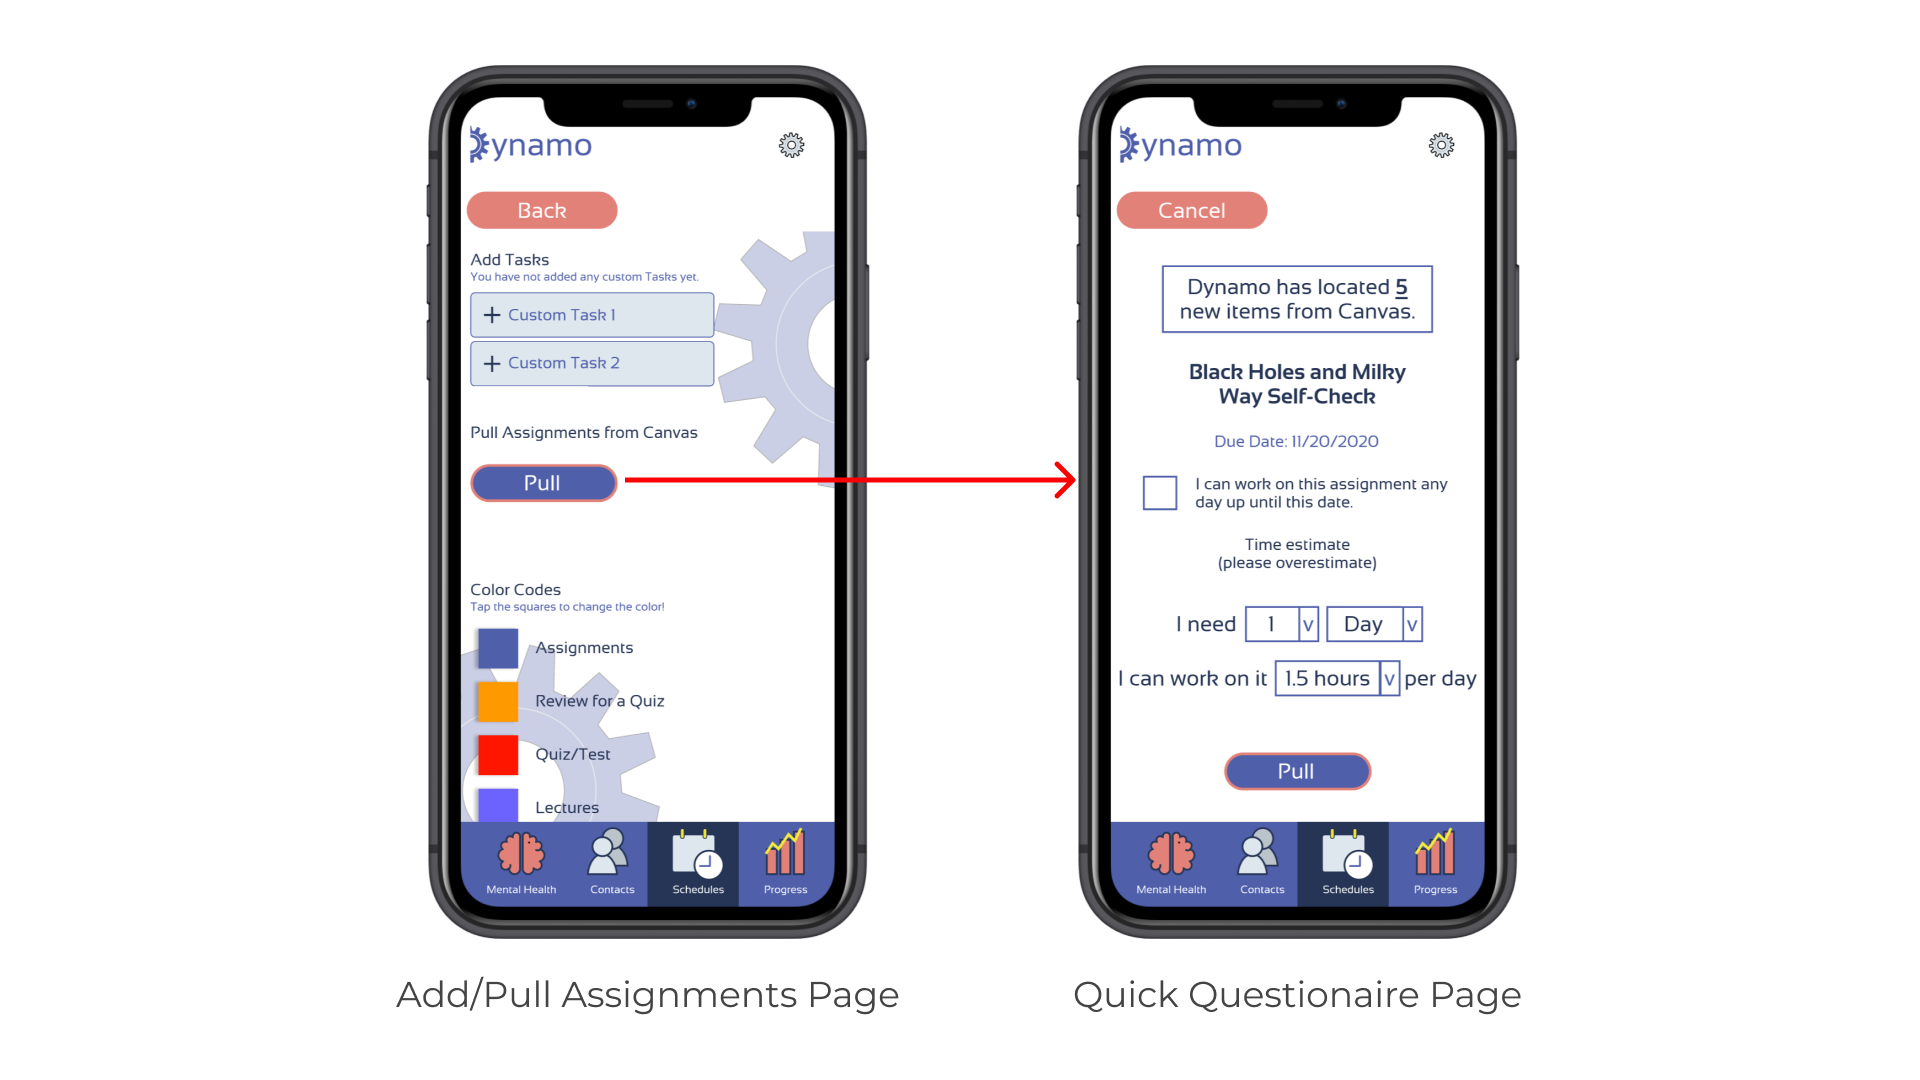 Dynamo
Back
Add Tasks
You have not added any custom Tasks yet.
+ Custom Task 1
+ Custom Task 2
Pull Assignments from Canvas
Pull
Color Codes
Tap the squares to change the color!
Assignments
Review for a Quiz
Quiz/Test
Lectures
Mental Health
Contacts
Schedules
Progress
Add/Pull Assignments Page
Dynamo
Cancel
Dynamo has located 5
new items from Canvas.
Black Holes and Milky
Way Self-Check
Due Date: 11/20/2020
I can work on this assignment any
day up until this date.
Time estimate
(please overestimate)
I need 1 v Day v
I can work on it 1.5 hours v per day
Pull
Mental Health
Contacts
Schedules
Progress
Quick Questionaire Page